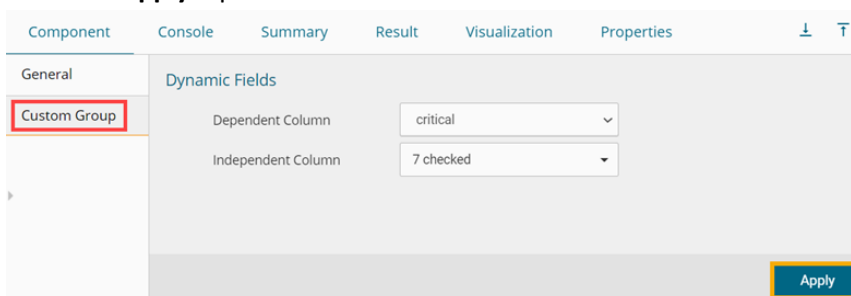 Component Console Summary Result Visualization Properties
General
Dynamic Fields
Custom Group
Dependent Column critical
Independent Column 7 checked
Apply